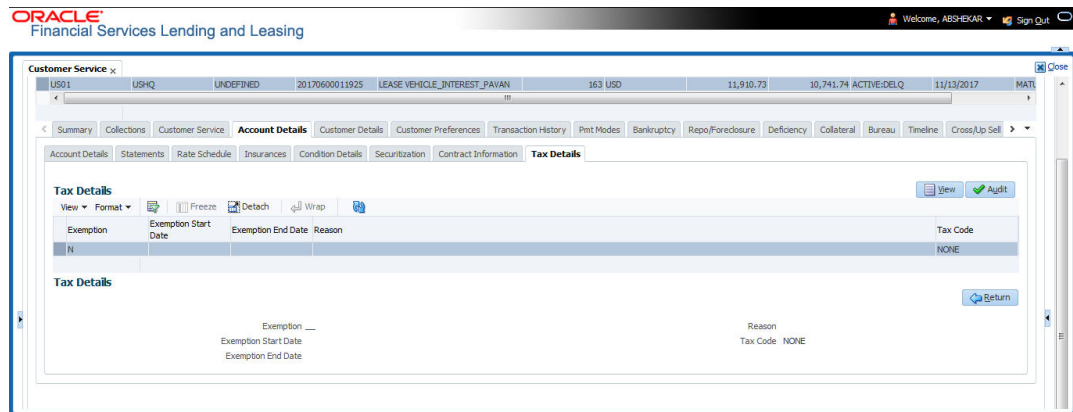 ORACLE
Financial Services Lending and Leasing
Welcome, ABSHEKAR
Sign Out
Customer Service
Close
US01 USHQ UNDEFINED 20170600011925 LEASE VEHICLE_INTEREST_PAVAN 163 USD 11,910.73 10,741.74 ACTIVE:DELQ 11/13/2017 MATU
Summary Collections Customer Service Account Details Customer Details Customer Preferences Transaction History Pmt Modes Bankruptcy Repo/Foreclosure Deficiency Collateral Bureau Timeline Cross/Up Sell
Account Details Statements Rate Schedule Insurances Condition Details Securitization Contract Information Tax Details
Tax Details
View Audit
View Format Freeze Detach Wrap
Exemption Exemption Start Date Exemption End Date Reason Tax Code
N NONE
Tax Details
Return
Exemption __ Reason
Exemption Start Date Tax Code NONE
Exemption End Date